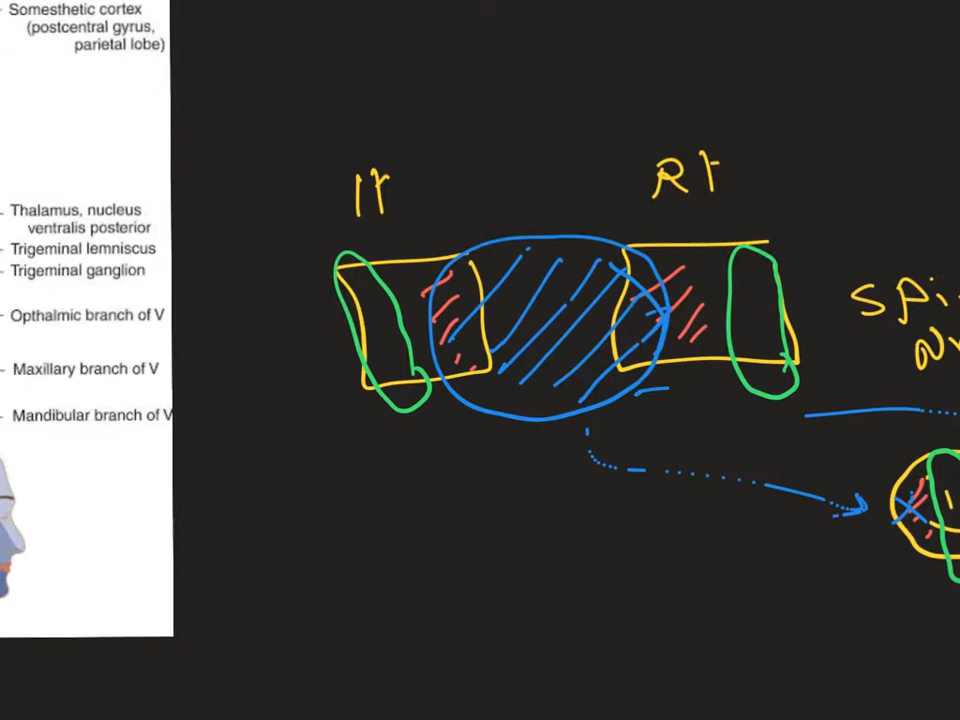 Somesthetic cortex
(postcentral gyrus,
parietal lobe)
Thalamus, nucleus
ventralis posterior
Trigeminal lemniscus
Trigeminal ganglion
Opthalmic branch of V
Maxillary branch of V
Mandibular branch of V
lt
Rt